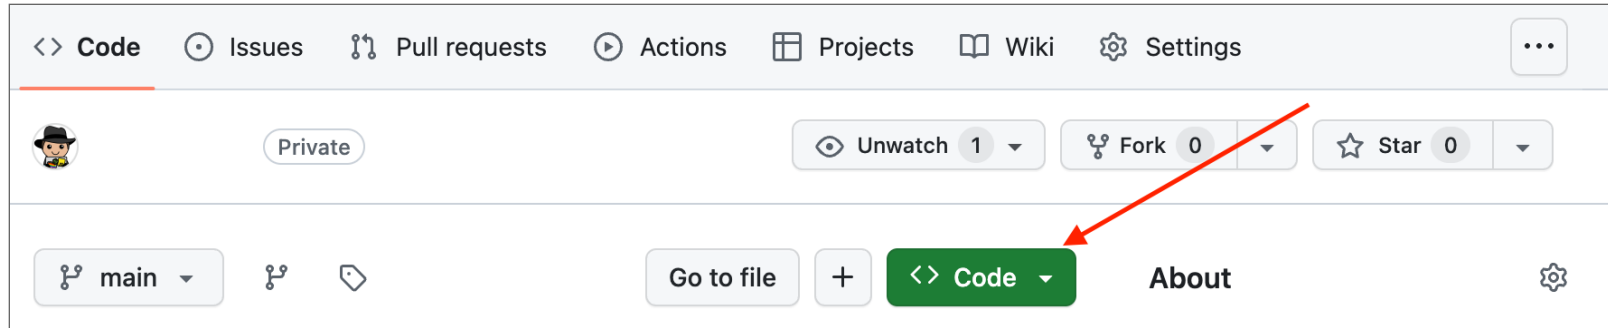 Code Issues Pull requests Actions Projects Wiki Settings ...
Private Unwatch 1 Fork 0 Star 0
main Go to file + Code About